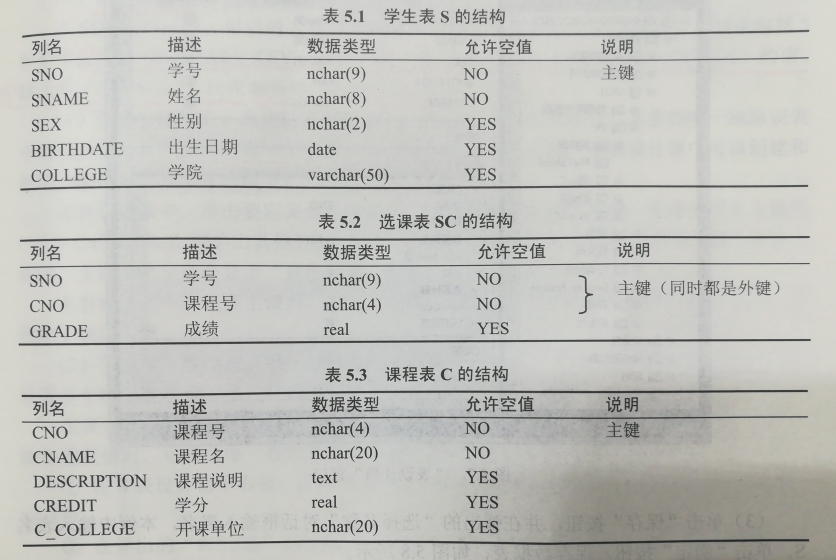 表 5.1 学生表 S 的结构
列名 描述 数据类型 允许空值 说明
SNO 学号 nchar(9) NO 主键
SNAME 姓名 nchar(8) NO
SEX 性别 nchar(2) YES
BIRTHDATE 出生日期 date YES
COLLEGE 学院 varchar(50) YES
表 5.2 选课表 SC 的结构
列名 描述 数据类型 允许空值 说明
SNO 学号 nchar(9) NO
主键（同时都是外键）
CNO 课程号 nchar(4) NO
GRADE 成绩 real YES
表 5.3 课程表 C 的结构
列名 描述 数据类型 允许空值 说明
CNO 课程号 nchar(4) NO 主键
CNAME 课程名 nchar(20) NO
DESCRIPTION 课程说明 text YES
CREDIT 学分 real YES
C_COLLEGE 开课单位 nchar(20) YES